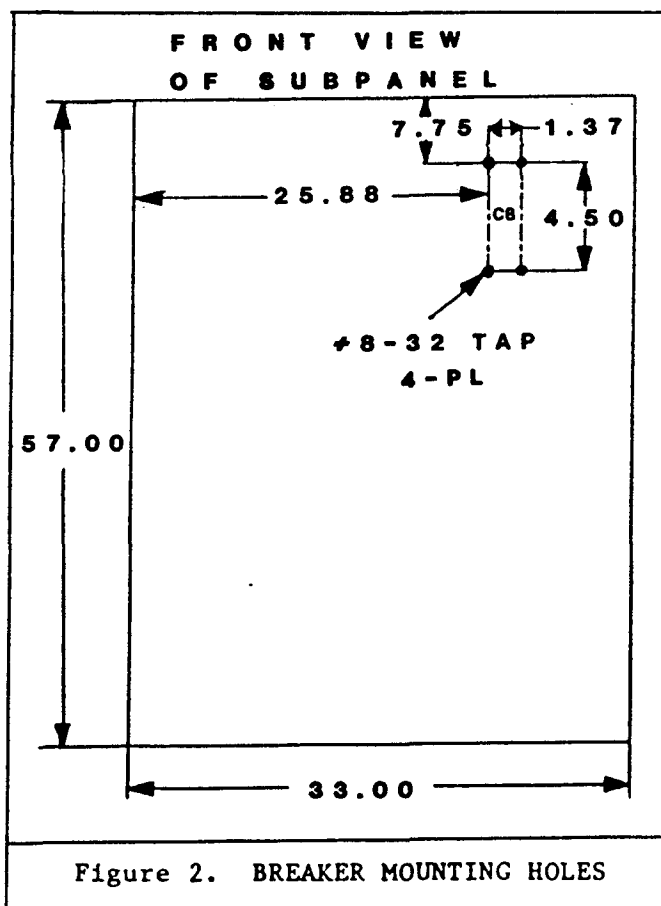 FRONT VIEW
OF SUBPANEL
7.75
1.37
25.88
CB
4.50
#8-32 TAP
4-PL
57.00
33.00
Figure 2. BREAKER MOUNTING HOLES